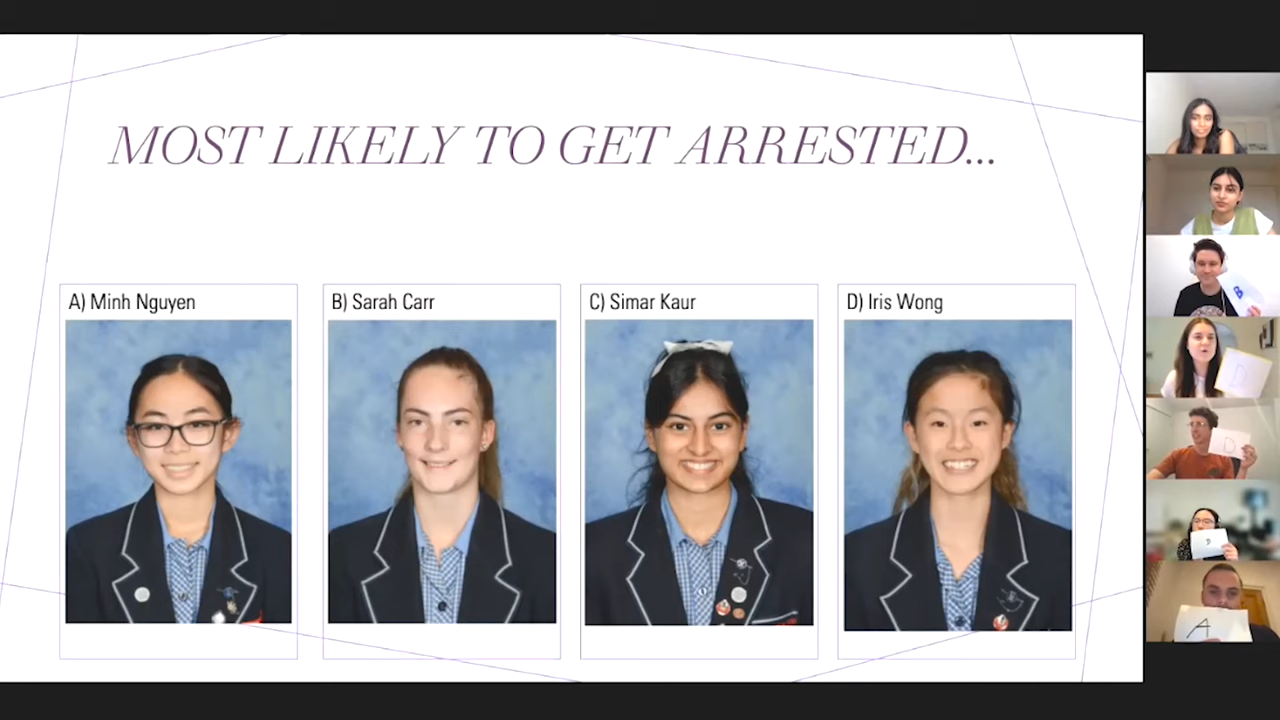 MOST LIKELY TO GET ARRESTED...
A) Minh Nguyen
B) Sarah Carr
C) Simar Kaur
D) Iris Wong
B
D
D
A